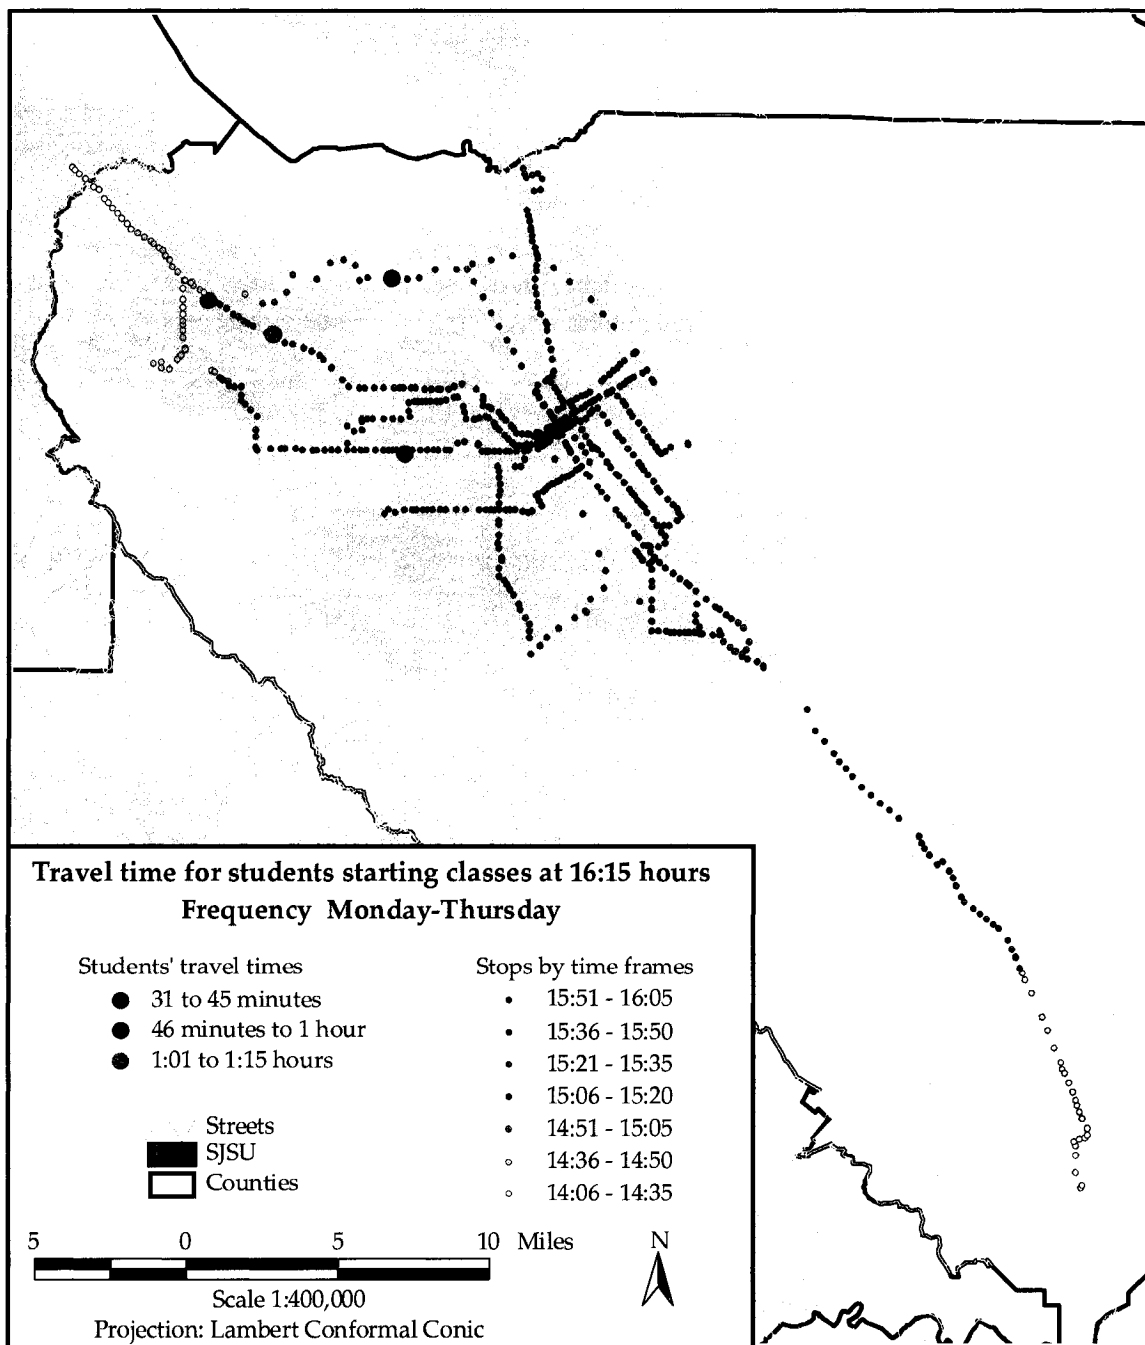 Travel time for students starting classes at 16:15 hours
Frequency Monday-Thursday
Students' travel times
31 to 45 minutes
46 minutes to 1 hour
1:01 to 1:15 hours
Streets
SJSU
Counties
Stops by time frames
15:51 - 16:05
15:36 - 15:50
15:21 - 15:35
15:06 - 15:20
14:51 - 15:05
14:36 - 14:50
14:06 - 14:35
5 0 5 10 Miles
N
Scale 1:400,000
Projection: Lambert Conformal Conic